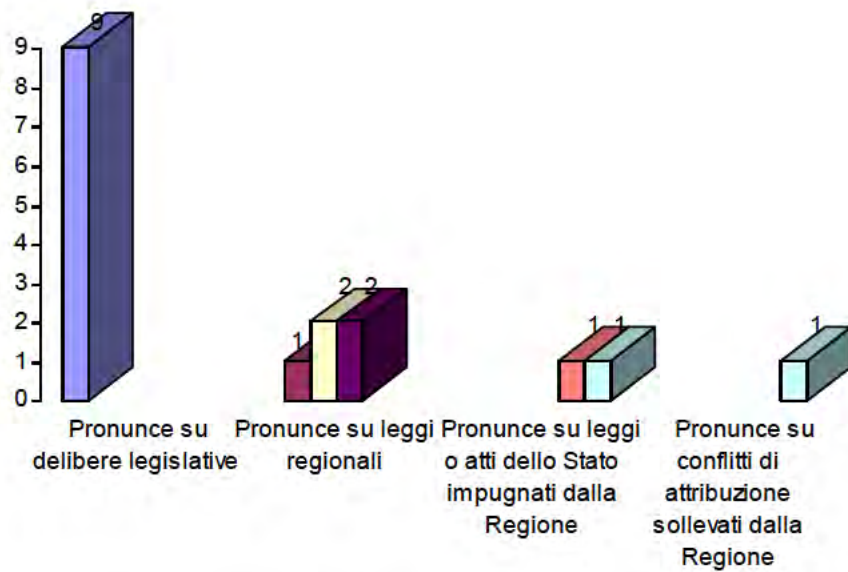 9
9
8
7
6
5
4
3
2
1
0
1
2
2
1
1
1
Pronunce su
delibere legislative
Pronunce su leggi
regionali
Pronunce su leggi
o atti dello Stato
impugnati dalla
Regione
Pronunce su
conflitti di
attribuzione
sollevati dalla
Regione